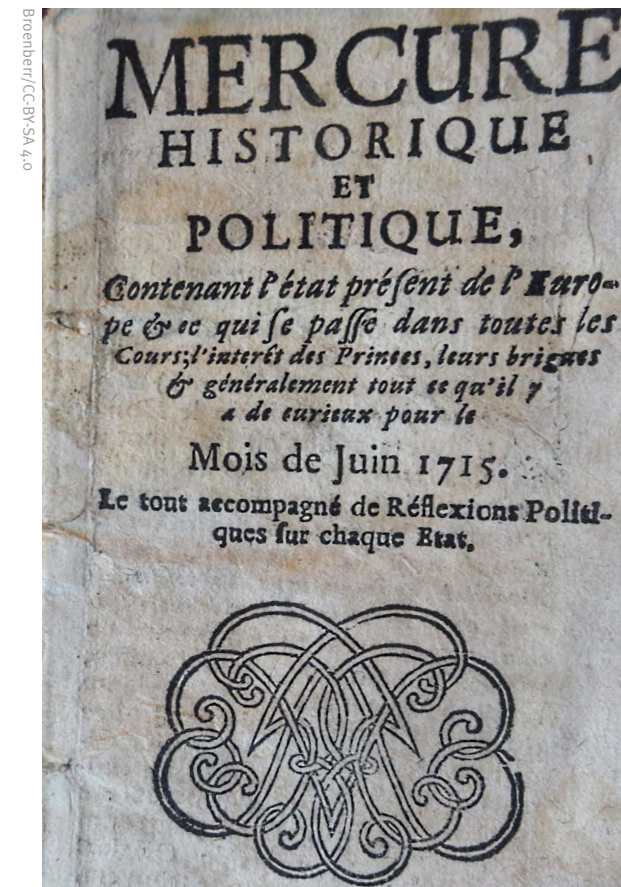 MERCURE
HISTORIQUE
ET
POLITIQUE,
Contenant l'état préſent de l'Euro-
pe & ce qui ſe paſſe dans toutes les
Cours; l'interêt des Princes, leurs brigues
& généralement tout ce qu'il y
a de curieux pour le
Mois de Juin 1715.
Le tout accompagné de Réflexions Politi-
ques ſur chaque Etat.
Broenberr/CC-BY-SA 4.0